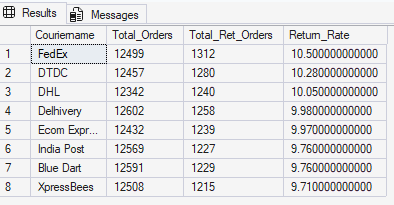 Results Messages
Couriername Total_Orders Total_Ret_Orders Return_Rate
1 FedEx 12499 1312 10.500000000000
2 DTDC 12457 1280 10.280000000000
3 DHL 12342 1240 10.050000000000
4 Delhivery 12602 1258 9.980000000000
5 Ecom Expr... 12432 1239 9.970000000000
6 India Post 12569 1227 9.760000000000
7 Blue Dart 12591 1229 9.760000000000
8 XpressBees 12508 1215 9.710000000000